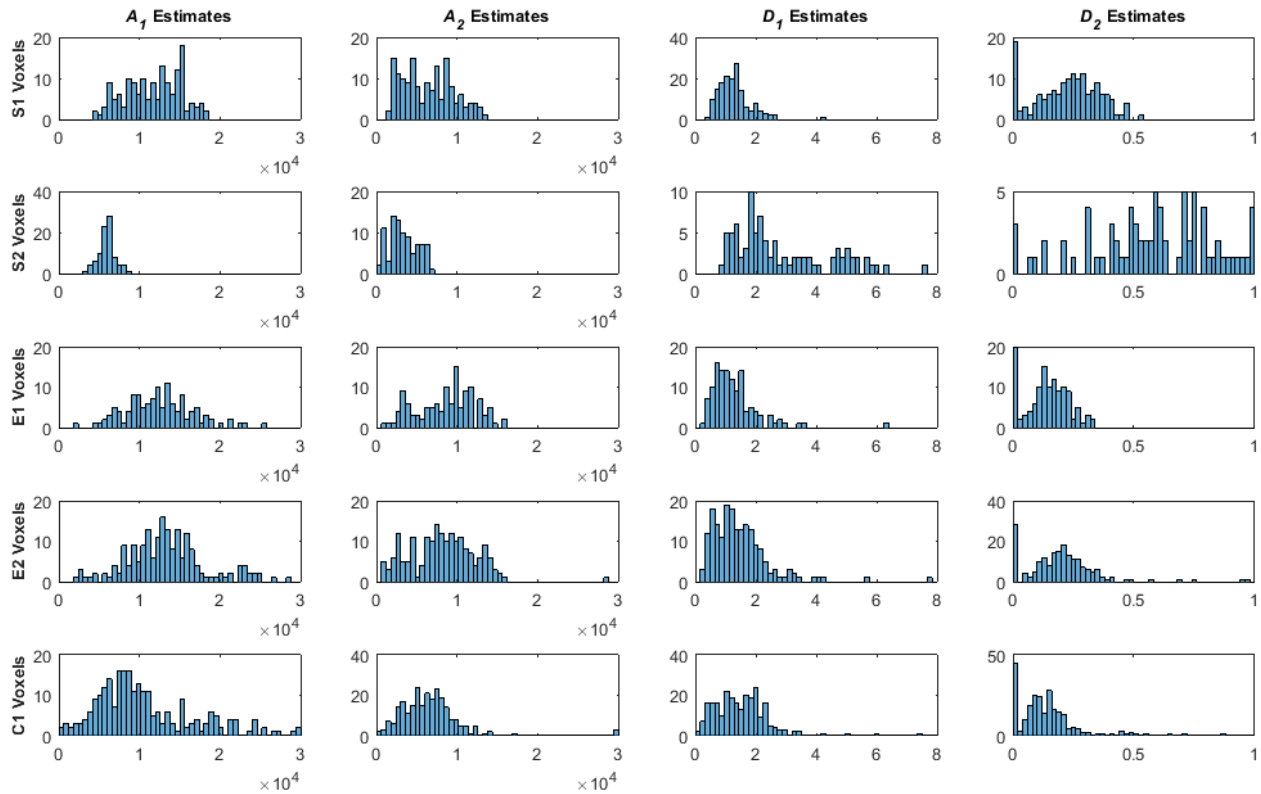 A1 Estimates A2 Estimates D1 Estimates D2 Estimates
S1 Voxels
20 10 0 20 10 0 40 20 0 20 10 0
0 1 2 3 0 1 2 3 0 2 4 6 8 0 0.5 1
×10^4 ×10^4
S2 Voxels
40 20 0 20 10 0 10 5 0 5 0
0 1 2 3 0 1 2 3 0 2 4 6 8 0 0.5 1
×10^4 ×10^4
E1 Voxels
20 10 0 20 10 0 20 10 0 20 10 0
0 1 2 3 0 1 2 3 0 2 4 6 8 0 0.5 1
×10^4 ×10^4
E2 Voxels
20 10 0 20 10 0 20 10 0 40 20 0
0 1 2 3 0 1 2 3 0 2 4 6 8 0 0.5 1
×10^4 ×10^4
C1 Voxels
20 10 0 40 20 0 40 20 0 50 0
0 1 2 3 0 1 2 3 0 2 4 6 8 0 0.5 1
×10^4 ×10^4